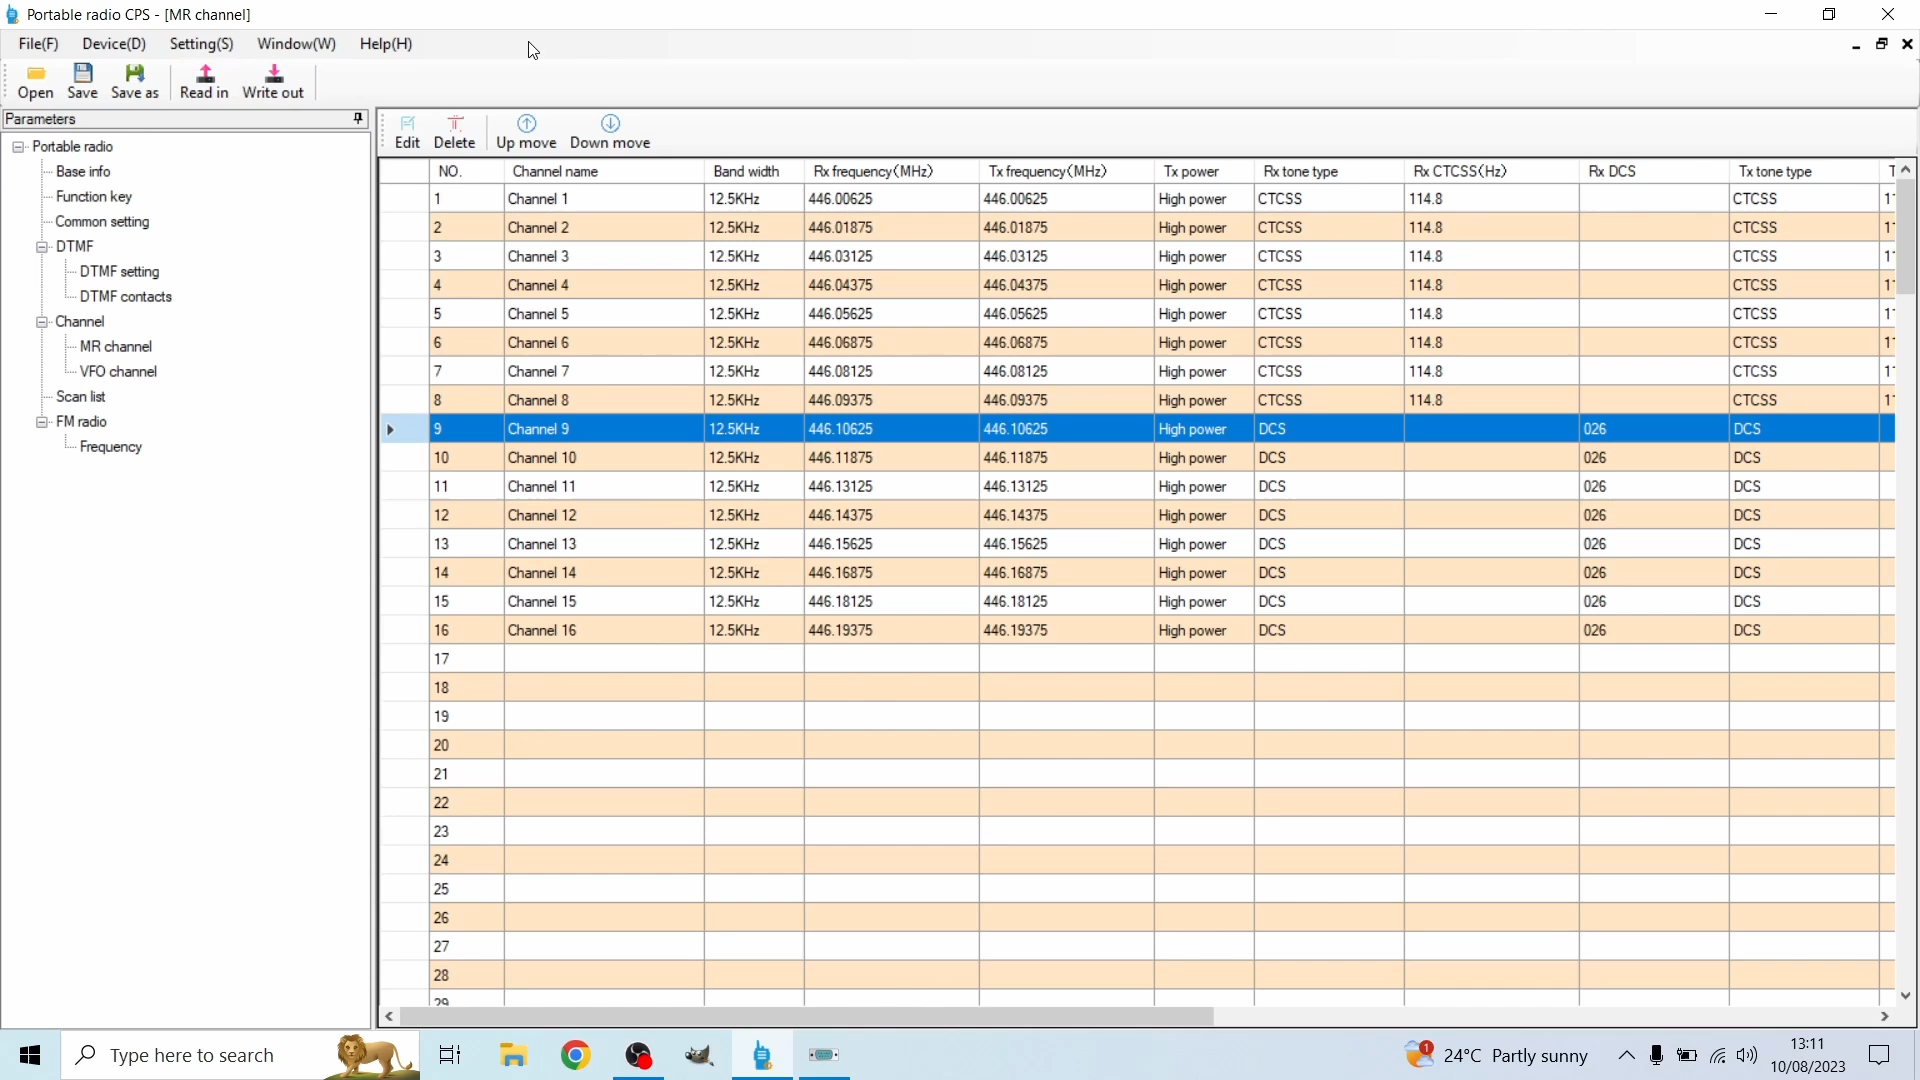 Portable radio CPS - [MR channel]
File(F) Device(D) Setting(S) Window(W) Help(H)
Open Save Save as Read in Write out
Parameters
Portable radio
Base info
Function key
Common setting
DTMF
DTMF setting
DTMF contacts
Channel
MR channel
VFO channel
Scan list
FM radio
Frequency
Edit Delete Up move Down move
NO. Channel name Band width Rx frequency(MHz) Tx frequency(MHz) Tx power Rx tone type Rx CTCSS(Hz) Rx DCS Tx tone type
1 Channel 1 12.5KHz 446.00625 446.00625 High power CTCSS 114.8 CTCSS
2 Channel 2 12.5KHz 446.01875 446.01875 High power CTCSS 114.8 CTCSS
3 Channel 3 12.5KHz 446.03125 446.03125 High power CTCSS 114.8 CTCSS
4 Channel 4 12.5KHz 446.04375 446.04375 High power CTCSS 114.8 CTCSS
5 Channel 5 12.5KHz 446.05625 446.05625 High power CTCSS 114.8 CTCSS
6 Channel 6 12.5KHz 446.06875 446.06875 High power CTCSS 114.8 CTCSS
7 Channel 7 12.5KHz 446.08125 446.08125 High power CTCSS 114.8 CTCSS
8 Channel 8 12.5KHz 446.09375 446.09375 High power CTCSS 114.8 CTCSS
9 Channel 9 12.5KHz 446.10625 446.10625 High power DCS 026 DCS
10 Channel 10 12.5KHz 446.11875 446.11875 High power DCS 026 DCS
11 Channel 11 12.5KHz 446.13125 446.13125 High power DCS 026 DCS
12 Channel 12 12.5KHz 446.14375 446.14375 High power DCS 026 DCS
13 Channel 13 12.5KHz 446.15625 446.15625 High power DCS 026 DCS
14 Channel 14 12.5KHz 446.16875 446.16875 High power DCS 026 DCS
15 Channel 15 12.5KHz 446.18125 446.18125 High power DCS 026 DCS
16 Channel 16 12.5KHz 446.19375 446.19375 High power DCS 026 DCS
17
18
19
20
21
22
23
24
25
26
27
28
29
Type here to search
1
24°C Partly sunny
13:11
10/08/2023